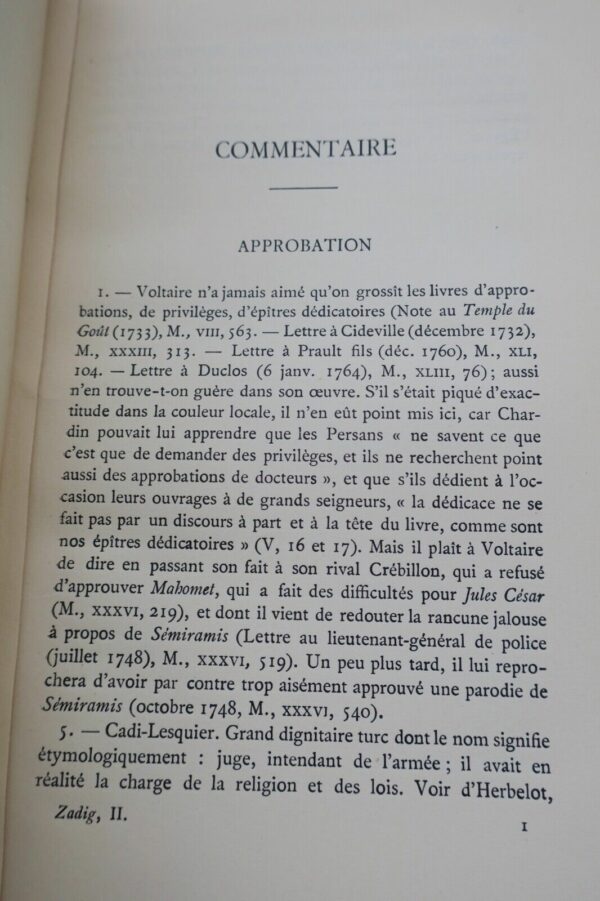 COMMENTAIRE
APPROBATION
1. — Voltaire n'a jamais aimé qu'on grossît les livres d'appro-
bations, de privilèges, d'épîtres dédicatoires (Note au Temple du
Goût (1733), M., VIII, 563. — Lettre à Cideville (décembre 1732),
M., XXXIII, 313. — Lettre à Prault fils (déc. 1760), M., XLI,
104. — Lettre à Duclos (6 janv. 1764), M., XLIII, 76) ; aussi
n'en trouve-t-on guère dans son œuvre. S'il s'était piqué d'exac-
titude dans la couleur locale, il n'en eût point mis ici, car Char-
din pouvait lui apprendre que les Persans « ne savent ce que
c'est que de demander des privilèges, et ils ne recherchent point
aussi des approbations de docteurs », et que s'ils dédient à l'oc-
casion leurs ouvrages à de grands seigneurs, « la dédicace ne se
fait pas par un discours à part et à la tête du livre, comme sont
nos épîtres dédicatoires » (V, 16 et 17). Mais il plaît à Voltaire
de dire en passant son fait à son rival Crébillon, qui a refusé
d'approuver Mahomet, qui a fait des difficultés pour Jules César
(M., XXXVI, 219), et dont il vient de redouter la rancune jalouse
à propos de Sémiramis (Lettre au lieutenant-général de police
(juillet 1748), M., XXXVI, 519). Un peu plus tard, il lui repro-
chera d'avoir par contre trop aisément approuvé une parodie de
Sémiramis (octobre 1748, M., XXXVI, 540).
5. — Cadi-Lesquier. Grand dignitaire turc dont le nom signifie
étymologiquement : juge, intendant de l'armée ; il avait en
réalité la charge de la religion et des lois. Voir d'Herbelot,
Zadig, II.
1